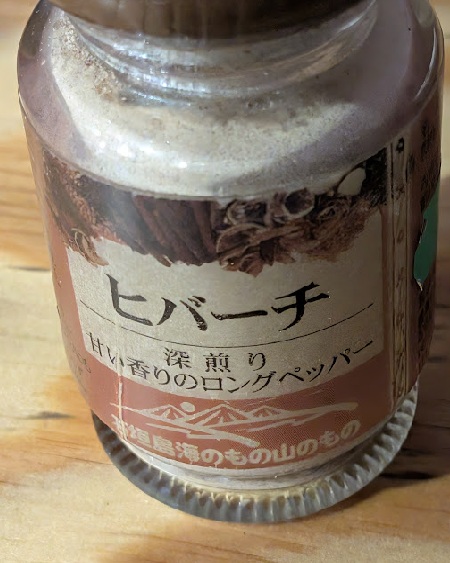 ヒバーチ
深煎り
甘い香りのロングペッパー
石垣島海のもの山のもの